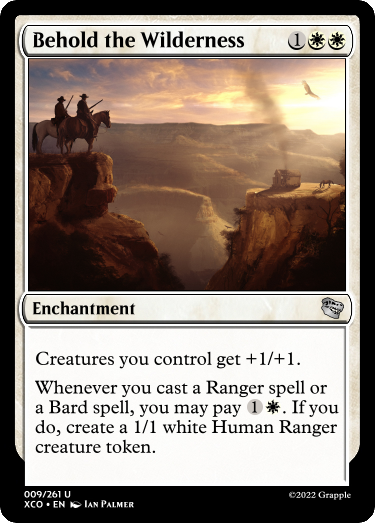 Behold the Wilderness 1
Enchantment
Creatures you control get +1/+1.
Whenever you cast a Ranger spell or
a Bard spell, you may pay 1. If you
do, create a 1/1 white Human Ranger
creature token.
009/261 U
XCO • EN Ian Palmer
©2022 Grapple